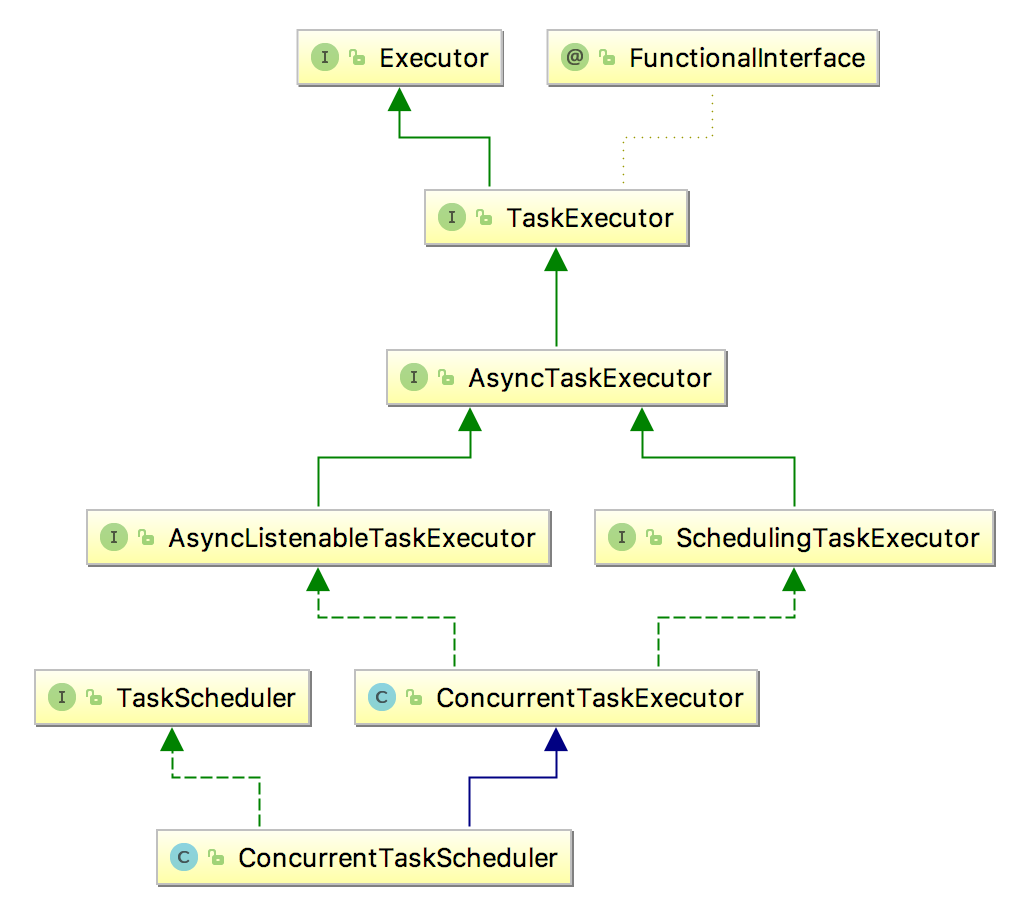 I Executor
@ FunctionalInterface
I TaskExecutor
I AsyncTaskExecutor
I AsyncListenableTaskExecutor
I SchedulingTaskExecutor
I TaskScheduler
C ConcurrentTaskExecutor
C ConcurrentTaskScheduler